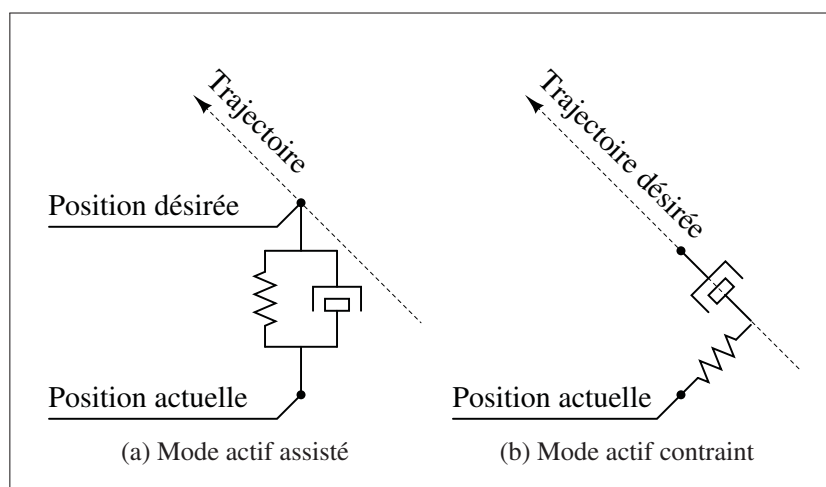 Trajectoire
Position désirée
Position actuelle
(a) Mode actif assisté
Trajectoire désirée
Position actuelle
(b) Mode actif contraint